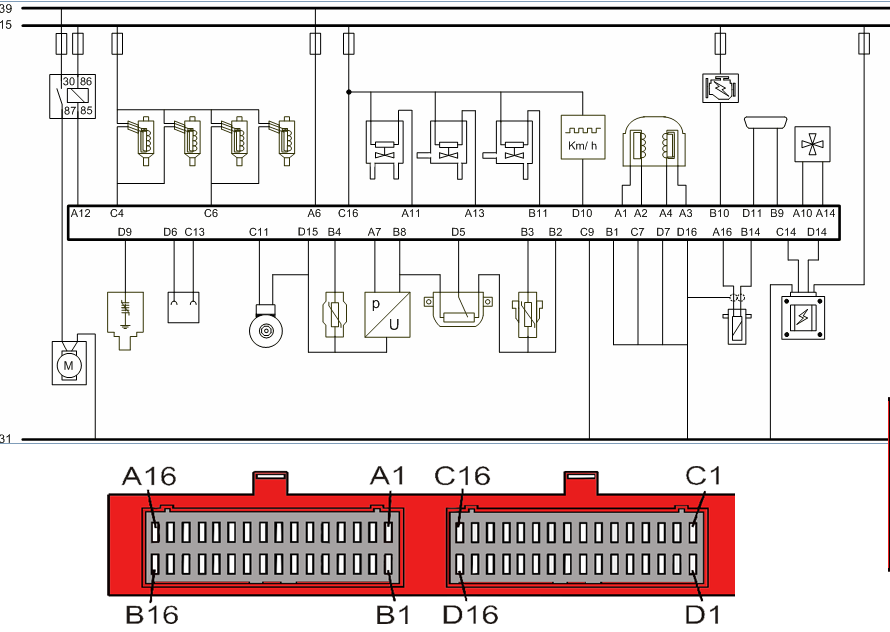 39
15
30 86
87 85
Km/ h
A12 C4 C6 A6 C16 A11 A13 B11 D10 A1 A2 A4 A3 B10 D11 B9 A10 A14
D9 D6 C13 C11 D15 B4 A7 B8 D5 B3 B2 C9 B1 C7 D7 D16 A16 B14 C14 D14
p
U
M
31
A16 A1 C16 C1
B16 B1 D16 D1